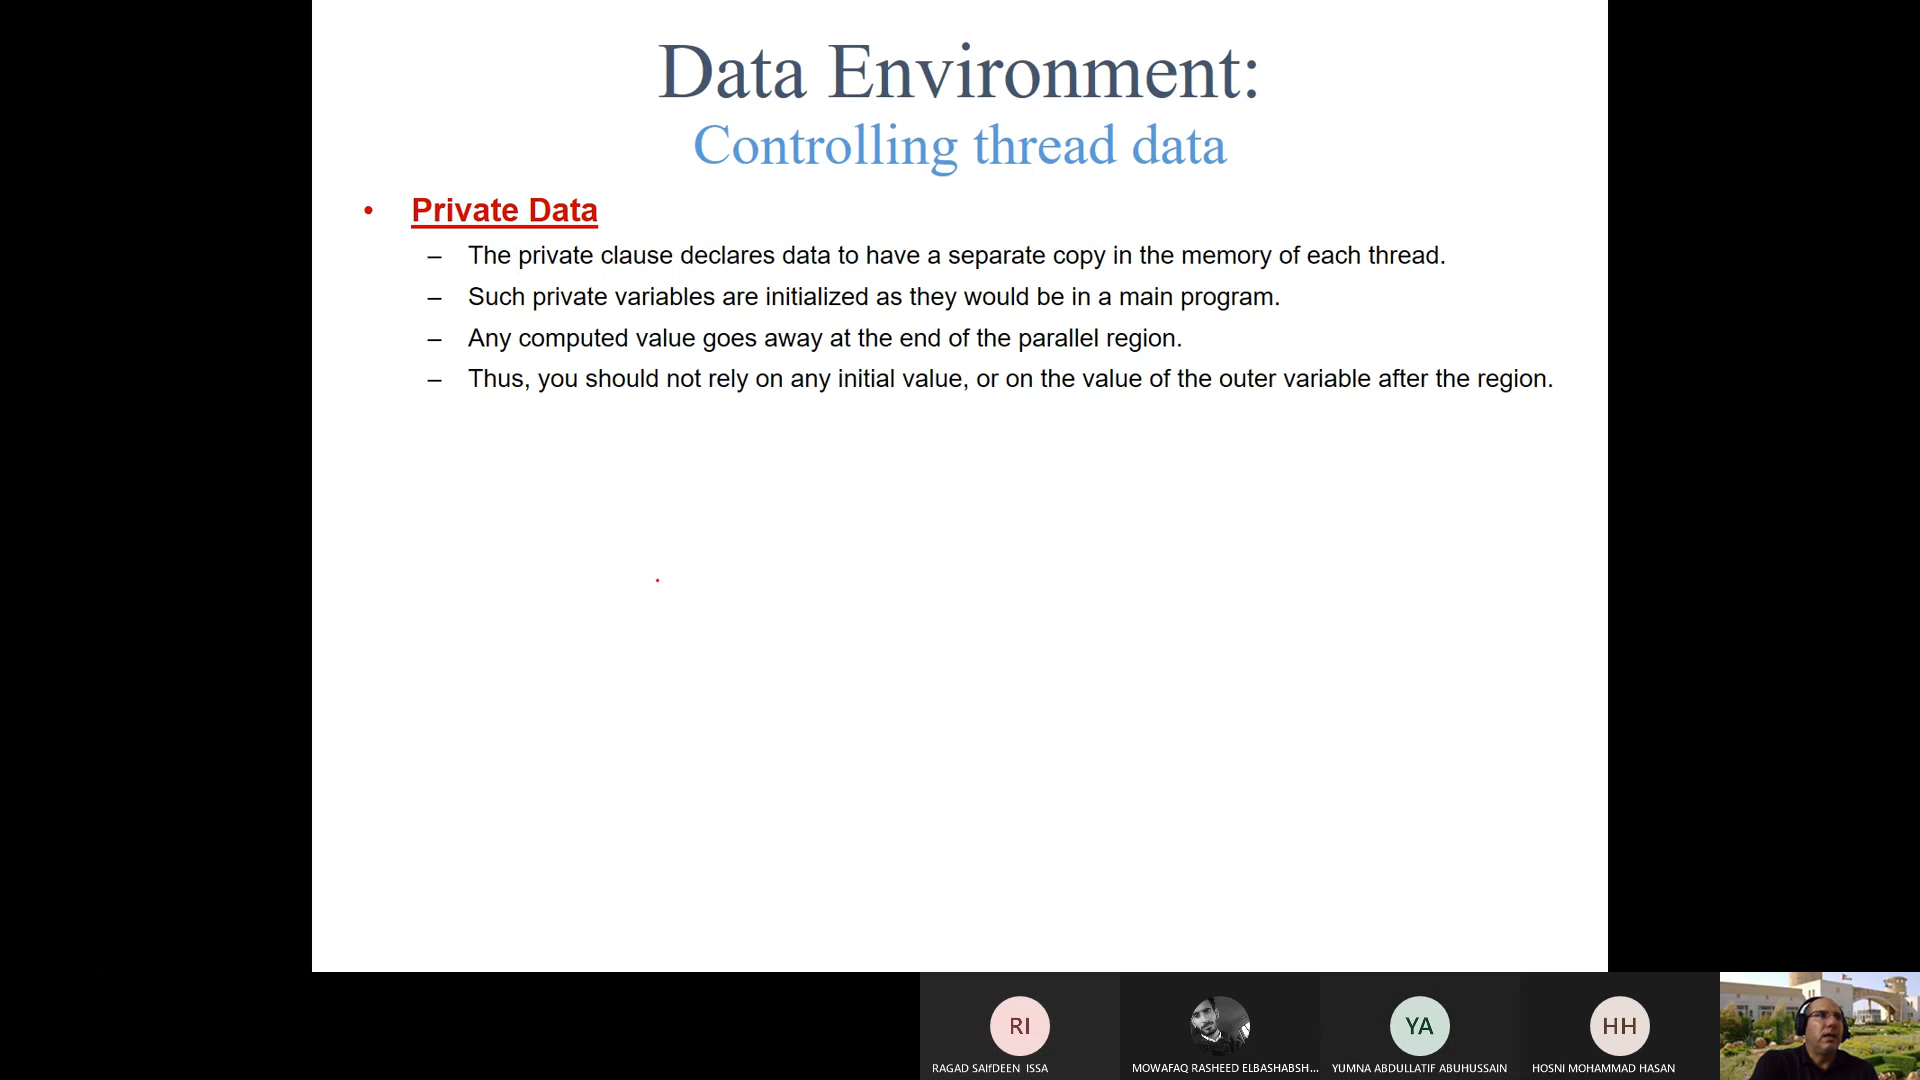 Data Environment:
Controlling thread data
• Private Data
– The private clause declares data to have a separate copy in the memory of each thread.
– Such private variables are initialized as they would be in a main program.
– Any computed value goes away at the end of the parallel region.
– Thus, you should not rely on any initial value, or on the value of the outer variable after the region.
RI
YA
HH
RAGAD SAIfDEEN ISSA
MOWAFAQ RASHEED ELBASHABSH...
YUMNA ABDULLATIF ABUHUSSAIN
HOSNI MOHAMMAD HASAN